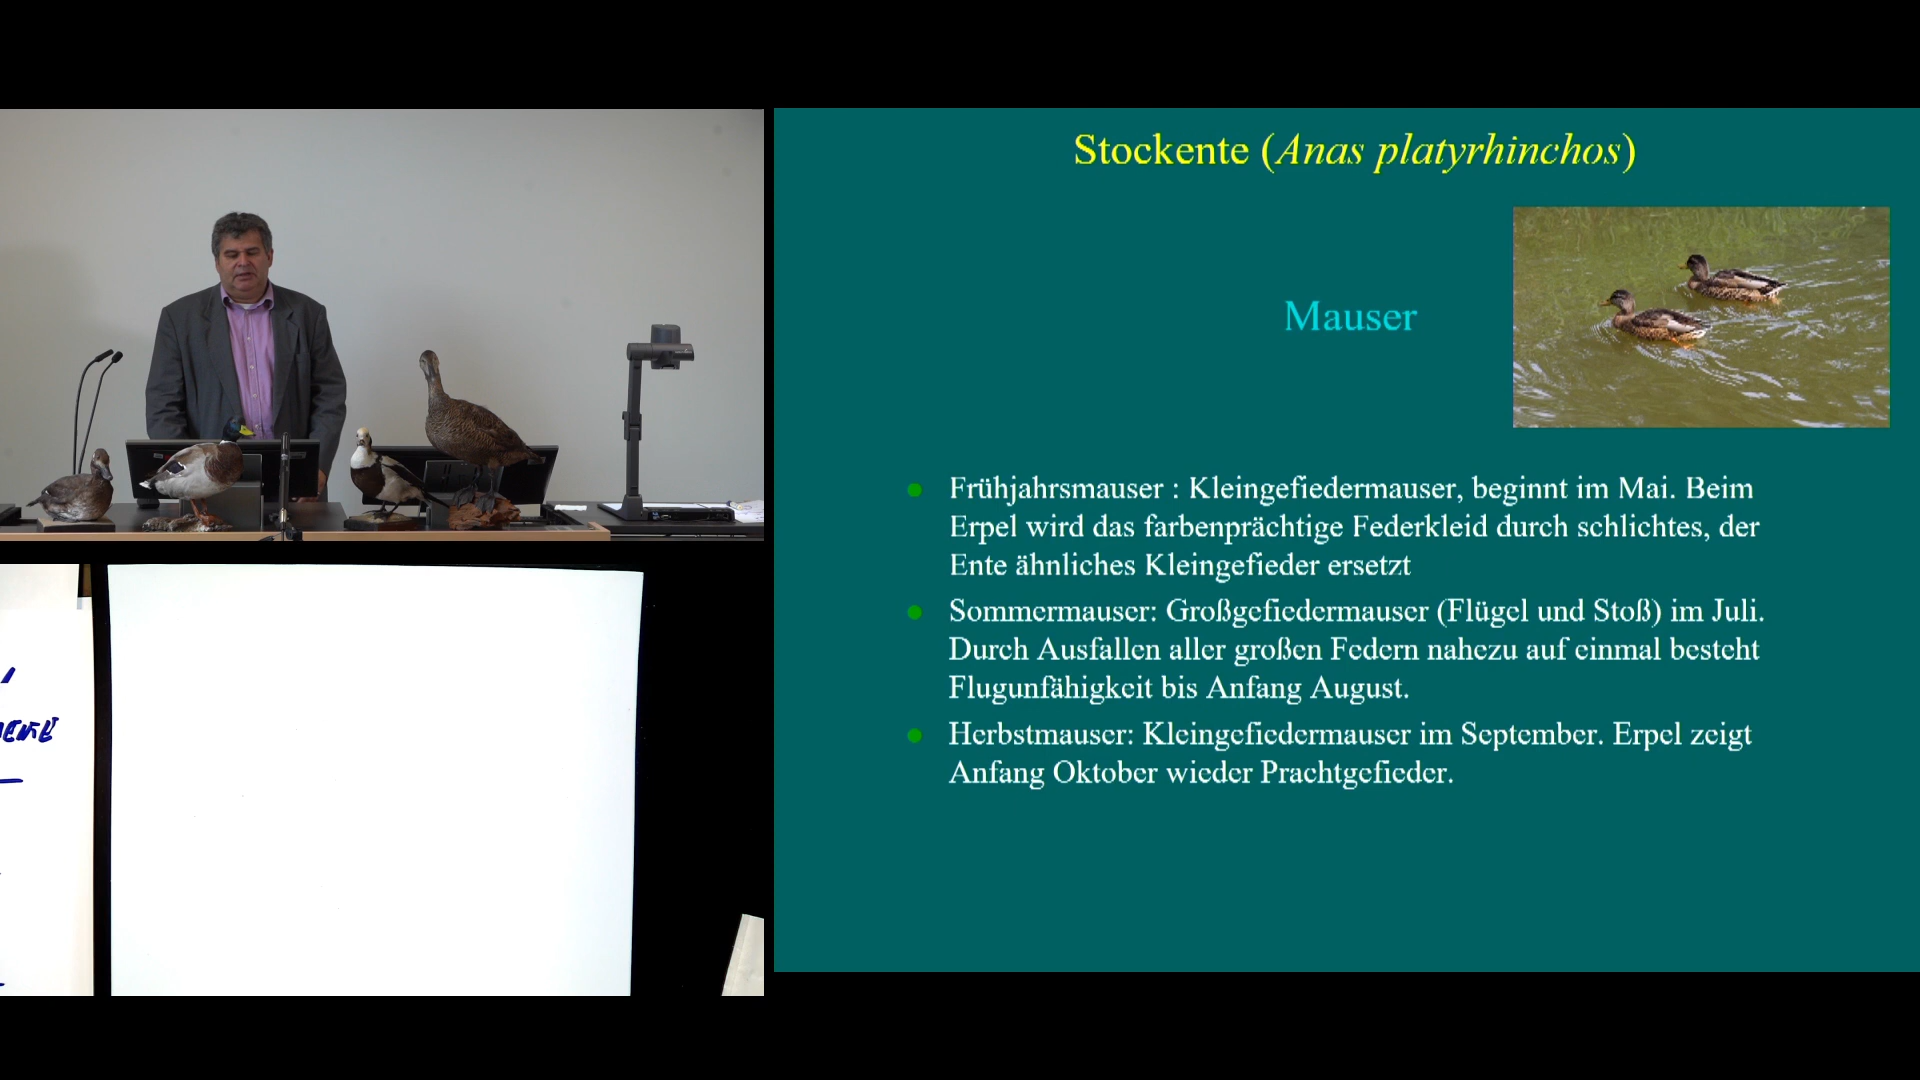 Stockente (Anas platyrhinchos)
Mauser
Frühjahrsmauser : Kleingefiedermauser, beginnt im Mai. Beim
Erpel wird das farbenprächtige Federkleid durch schlichtes, der
Ente ähnliches Kleingefieder ersetzt
Sommermauser: Großgefiedermauser (Flügel und Stoß) im Juli.
Durch Ausfallen aller großen Federn nahezu auf einmal besteht
Flugunfähigkeit bis Anfang August.
Herbstmauser: Kleingefiedermauser im September. Erpel zeigt
Anfang Oktober wieder Prachtgefieder.